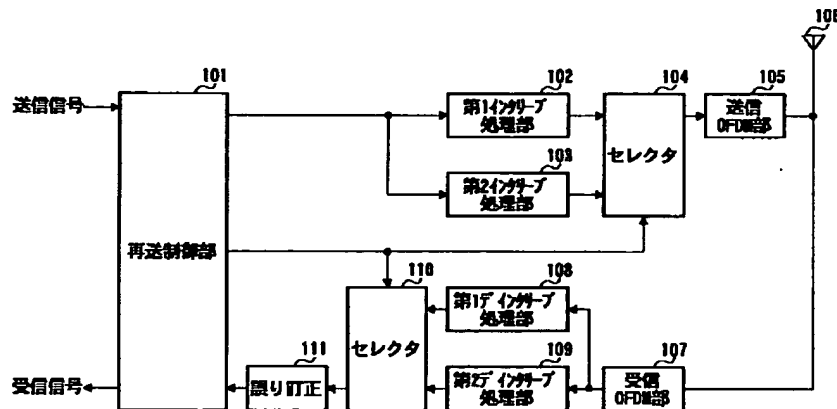 106
101
102
104
105
送信信号
第1インタリーブ
処理部
送信
OFDM部
103
セレクタ
第2インタリーブ
処理部
再送制御部
110
108
第1デインタリーブ
処理部
セレクタ
111
109
107
受信信号
誤り訂正
第2デインタリーブ
処理部
受信
OFDM部